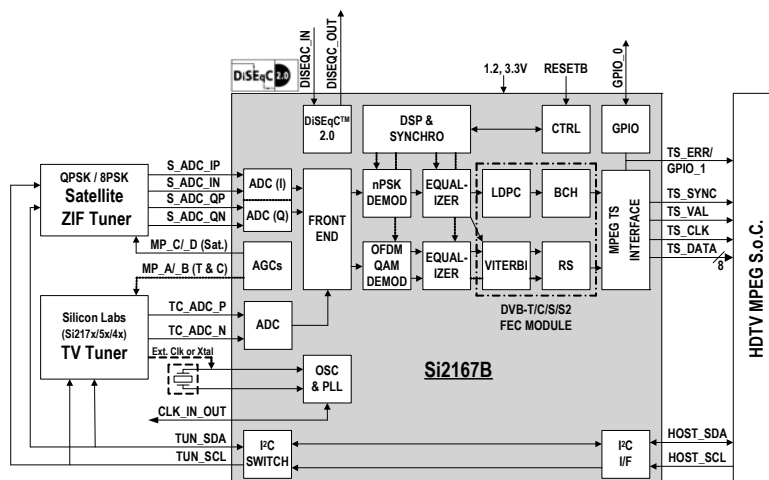 DiSEqC 2.0
DISEQC_IN
DISEQC_OUT
1.2, 3.3V
RESETB
GPIO_0
DiSEqC™
2.0
DSP &
SYNCHRO
CTRL
GPIO
TS_ERR/
GPIO_1
QPSK / 8PSK
Satellite
ZIF Tuner
S_ADC_IP
S_ADC_IN
S_ADC_QP
S_ADC_QN
MP_C/_D (Sat.)
MP_A/_B (T & C)
ADC (I)
ADC (Q)
AGCs
FRONT
END
nPSK
DEMOD
EQUAL-
IZER
LDPC
BCH
OFDM
QAM
DEMOD
EQUAL-
IZER
VITERBI
RS
MPEG TS
INTERFACE
TS_SYNC
TS_VAL
TS_CLK
TS_DATA
8
HDTV MPEG S.o.C.
DVB-T/C/S/S2
FEC MODULE
Silicon Labs
(Si217x/5x/4x)
TV Tuner
TC_ADC_P
TC_ADC_N
ADC
Ext. Clk or Xtal
OSC
& PLL
Si2167B
CLK_IN_OUT
TUN_SDA
TUN_SCL
I²C
SWITCH
I²C
I/F
HOST_SDA
HOST_SCL